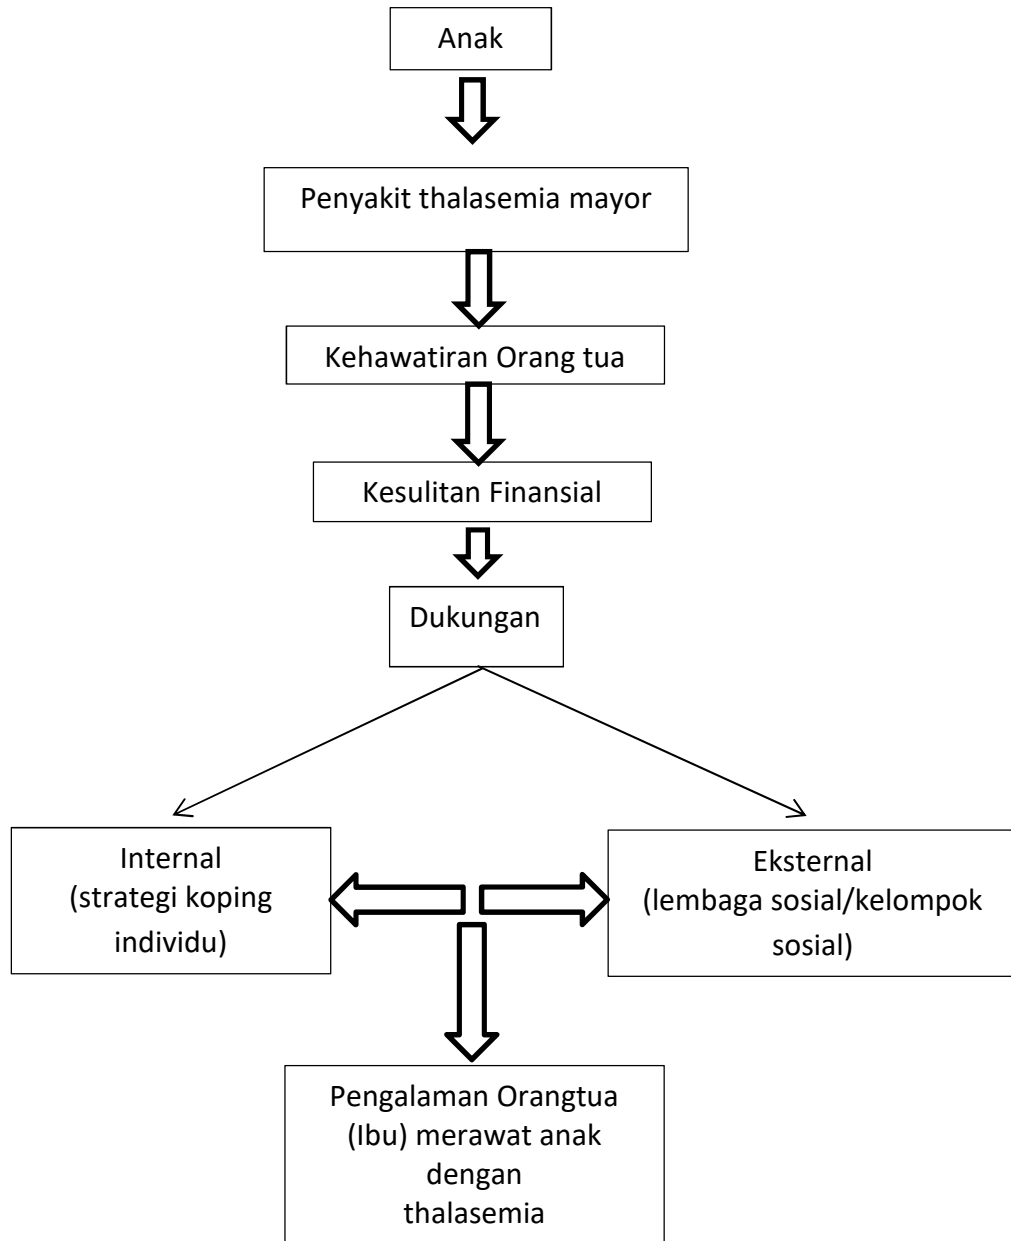 Anak
Penyakit thalasemia mayor
Kehawatiran Orang tua
Kesulitan Finansial
Dukungan
Internal
(strategi koping
individu)
Eksternal
(lembaga sosial/kelompok
sosial)
Pengalaman Orangtua
(Ibu) merawat anak
dengan
thalasemia